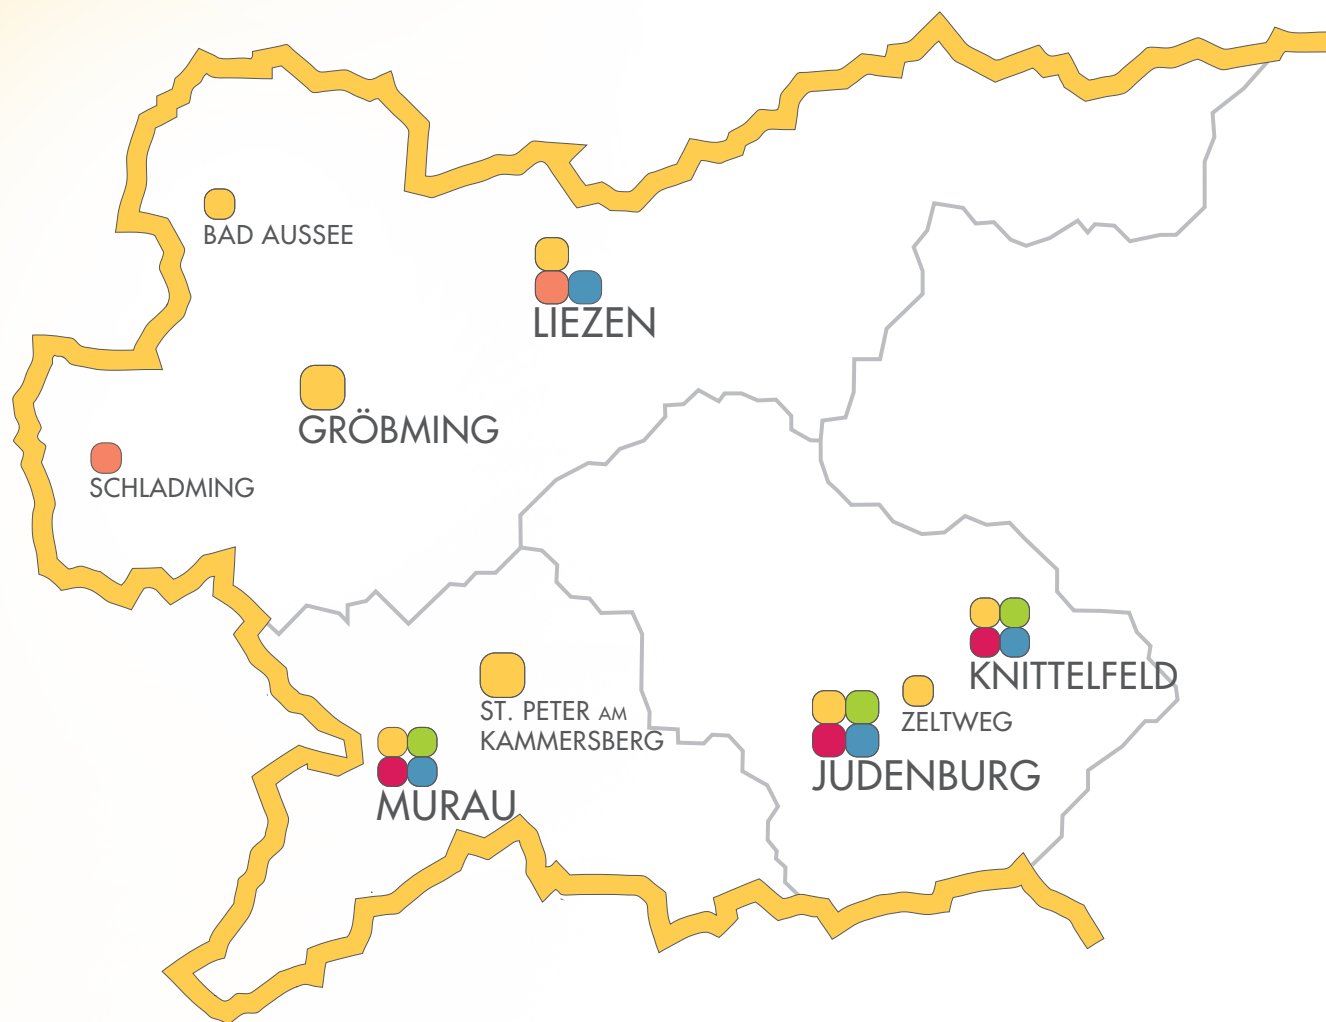 BAD AUSSEE
LIEZEN
GRÖBMING
SCHLADMING
KNITTELFELD
ST. PETER AM
KAMMERSBERG
ZELTWEG
JUDENBURG
MURAU